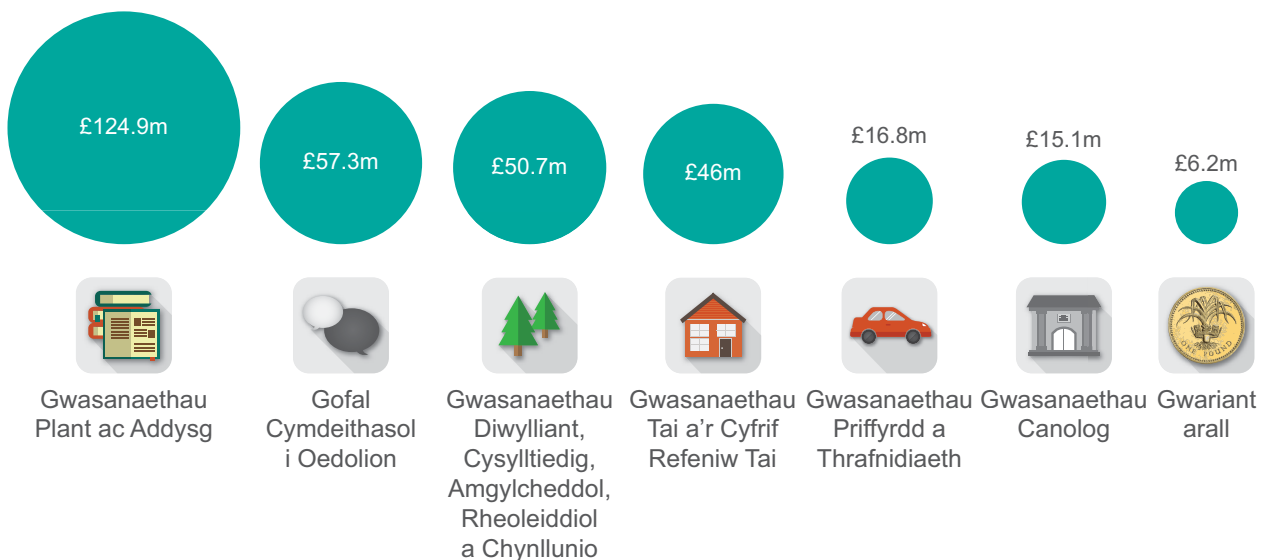 £124.9m
£57.3m
£50.7m
£46m
£16.8m
£15.1m
£6.2m
ONE POUND
Gwasanaethau
Plant ac Addysg
Gofal
Cymdeithasol
i Oedolion
Gwasanaethau
Diwylliant,
Cysylltiedig,
Amgylcheddol,
Rheoleiddiol
a Chynllunio
Gwasanaethau
Tai a’r Cyfrif
Refeniw Tai
Gwasanaethau
Priffyrdd a
Thrafnidiaeth
Gwasanaethau
Canolog
Gwariant
arall